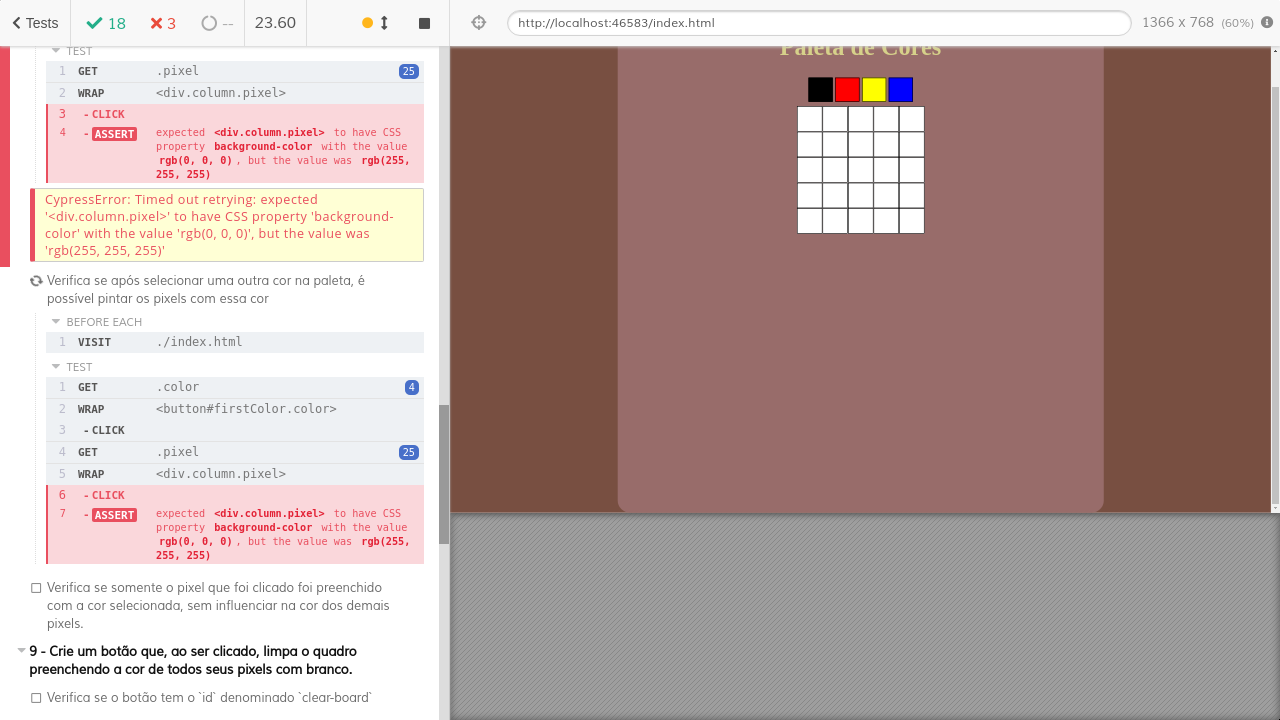 Tests 18 3 -- 23.60 http://localhost:46583/index.html 1366 x 768 (60%)
TEST
1 GET .pixel 25
2 WRAP <div.column.pixel>
3 - CLICK
4 - ASSERT expected <div.column.pixel> to have CSS
property background-color with the value
rgb(0, 0, 0), but the value was rgb(255,
255, 255)
CypressError: Timed out retrying: expected
'<div.column.pixel>' to have CSS property 'background-
color' with the value 'rgb(0, 0, 0)', but the value was
'rgb(255, 255, 255)'
Verifica se após selecionar uma outra cor na paleta, é
possível pintar os pixels com essa cor
BEFORE EACH
1 VISIT ./index.html
TEST
1 GET .color 4
2 WRAP <button#firstColor.color>
3 - CLICK
4 GET .pixel 25
5 WRAP <div.column.pixel>
6 - CLICK
7 - ASSERT expected <div.column.pixel> to have CSS
property background-color with the value
rgb(0, 0, 0), but the value was rgb(255,
255, 255)
Verifica se somente o pixel que foi clicado foi preenchido
com a cor selecionada, sem influenciar na cor dos demais
pixels.
9 - Crie um botão que, ao ser clicado, limpa o quadro
preenchendo a cor de todos seus pixels com branco.
Verifica se o botão tem o `id` denominado `clear-board`
Paleta de Cores